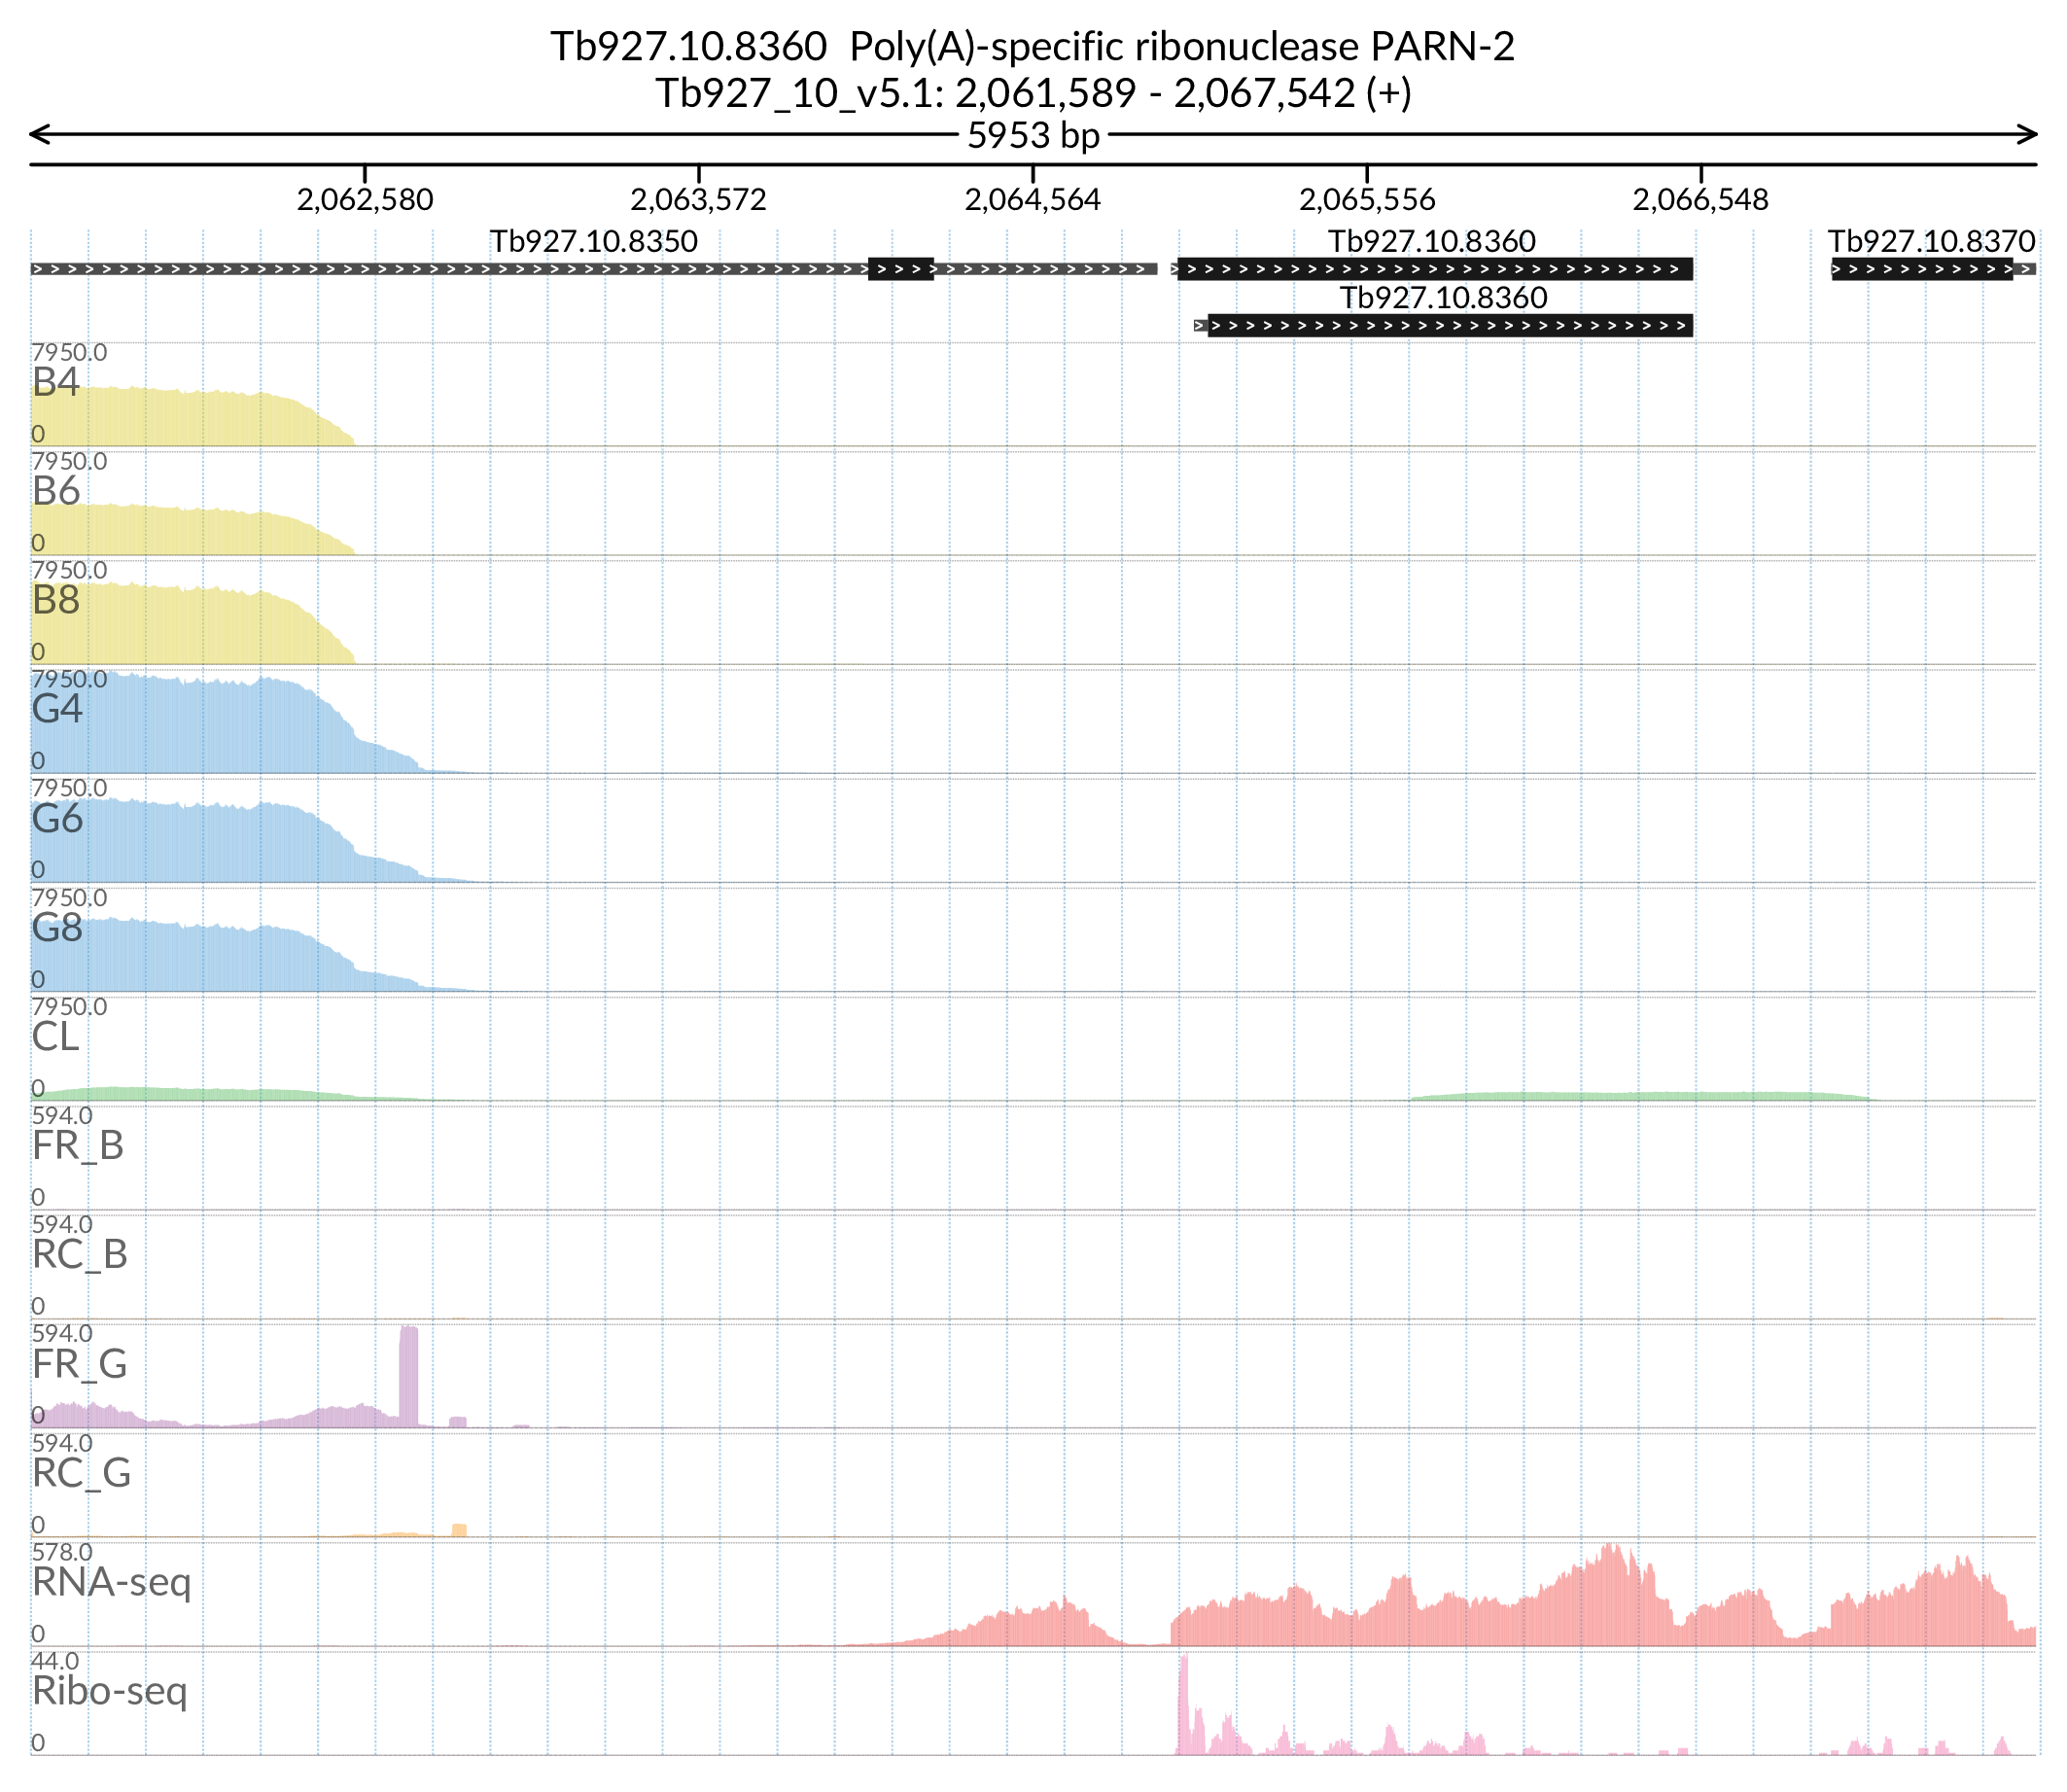 Tb927.10.8360  Poly(A)-specific ribonuclease PARN-2
Tb927_10_v5.1: 2,061,589 - 2,067,542 (+)
5953 bp
2,062,580 2,063,572 2,064,564 2,065,556 2,066,548
Tb927.10.8350 Tb927.10.8360 Tb927.10.8370
Tb927.10.8360
7950.0
B4
0
7950.0
B6
0
7950.0
B8
0
7950.0
G4
0
7950.0
G6
0
7950.0
G8
0
7950.0
CL
0
594.0
FR_B
0
594.0
RC_B
0
594.0
FR_G
0
594.0
RC_G
0
578.0
RNA-seq
0
44.0
Ribo-seq
0